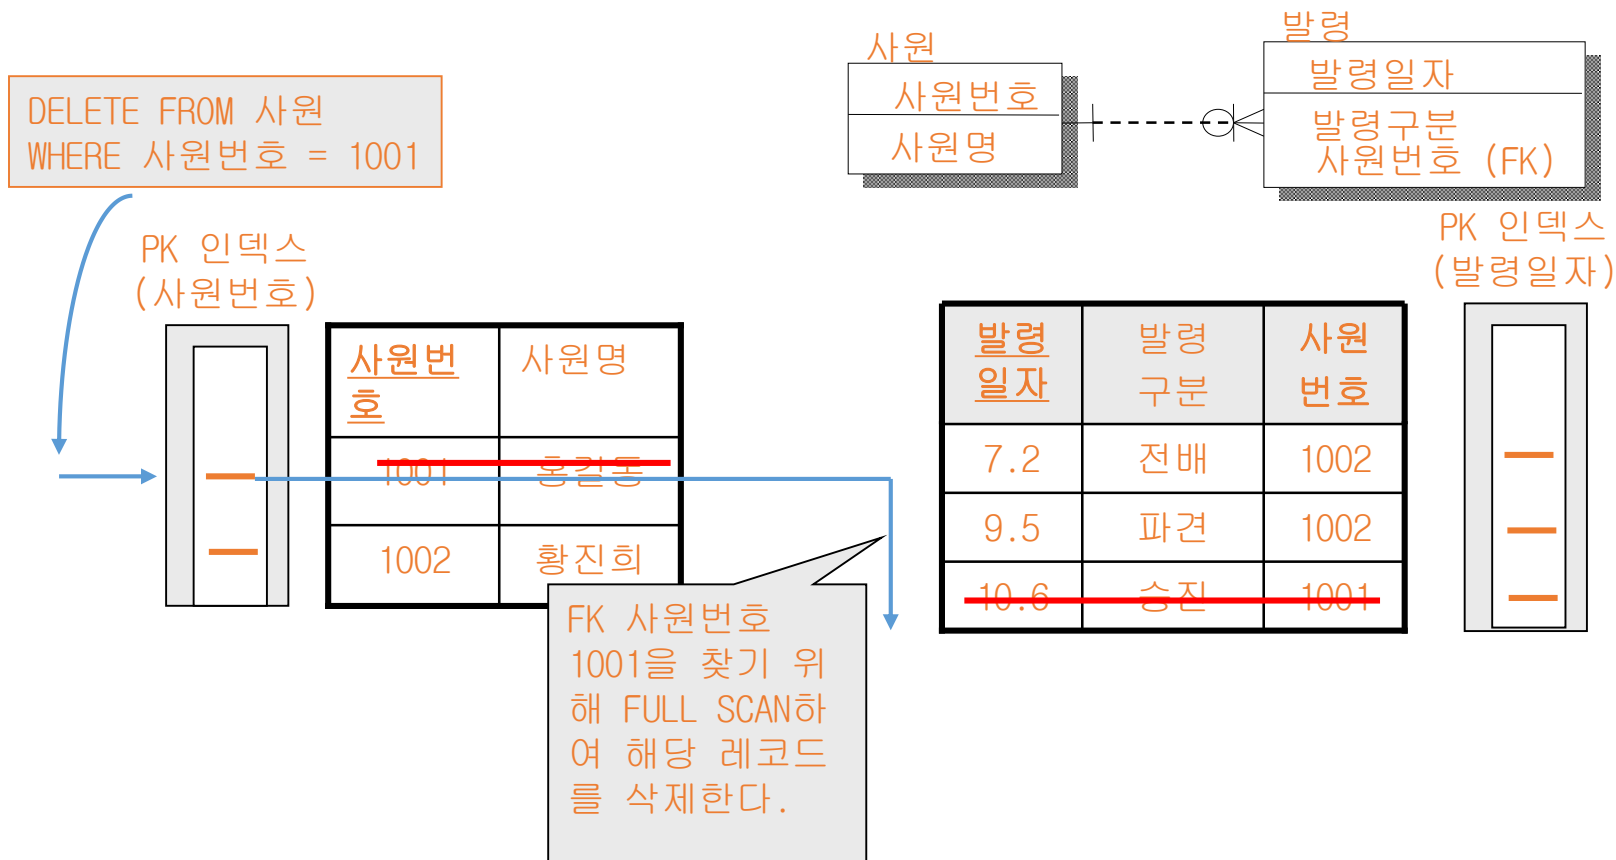 사원
발령
사원번호
사원명
발령일자
발령구분
사원번호 (FK)
DELETE FROM 사원
WHERE 사원번호 = 1001
PK 인덱스
(사원번호)
PK 인덱스
(발령일자)
사원번
호
사원명
1001
홍길동
1002
황진희
발령
일자
발령
구분
사원
번호
7.2
전배
1002
9.5
파견
1002
10.6
승진
1001
FK 사원번호
1001을 찾기 위
해 FULL SCAN하
여 해당 레코드
를 삭제한다.